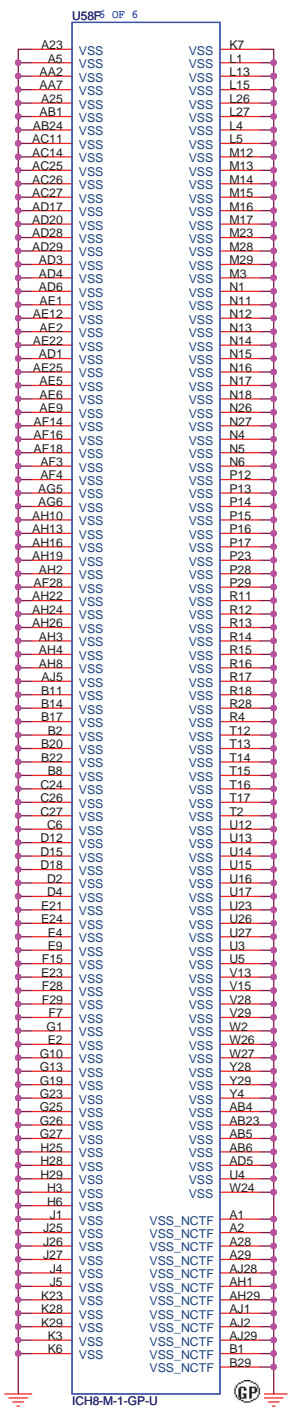 U58F 6 OF 6
A23 VSS VSS K7
A5 VSS VSS L1
AA2 VSS VSS L13
AA7 VSS VSS L15
A25 VSS VSS L26
AB1 VSS VSS L27
AB24 VSS VSS L4
AC11 VSS VSS L5
AC14 VSS VSS M12
AC25 VSS VSS M13
AC26 VSS VSS M14
AC27 VSS VSS M15
AD17 VSS VSS M16
AD20 VSS VSS M17
AD28 VSS VSS M23
AD29 VSS VSS M28
AD3 VSS VSS M29
AD4 VSS VSS M3
AD6 VSS VSS N1
AE1 VSS VSS N11
AE12 VSS VSS N12
AE2 VSS VSS N13
AE22 VSS VSS N14
AD1 VSS VSS N15
AE25 VSS VSS N16
AE5 VSS VSS N17
AE6 VSS VSS N18
AE9 VSS VSS N26
AF14 VSS VSS N27
AF16 VSS VSS N4
AF18 VSS VSS N5
AF3 VSS VSS N6
AF4 VSS VSS P12
AG5 VSS VSS P13
AG6 VSS VSS P14
AH10 VSS VSS P15
AH13 VSS VSS P16
AH16 VSS VSS P17
AH19 VSS VSS P23
AH2 VSS VSS P28
AF28 VSS VSS P29
AH22 VSS VSS R11
AH24 VSS VSS R12
AH26 VSS VSS R13
AH3 VSS VSS R14
AH4 VSS VSS R15
AH8 VSS VSS R16
AJ5 VSS VSS R17
B11 VSS VSS R18
B14 VSS VSS R28
B17 VSS VSS R4
B2 VSS VSS T12
B20 VSS VSS T13
B22 VSS VSS T14
B8 VSS VSS T15
C24 VSS VSS T16
C26 VSS VSS T17
C27 VSS VSS T2
C6 VSS VSS U12
D12 VSS VSS U13
D15 VSS VSS U14
D18 VSS VSS U15
D2 VSS VSS U16
D4 VSS VSS U17
E21 VSS VSS U23
E24 VSS VSS U26
E4 VSS VSS U27
E9 VSS VSS U3
F15 VSS VSS U5
E23 VSS VSS V13
F28 VSS VSS V15
F29 VSS VSS V28
F7 VSS VSS V29
G1 VSS VSS W2
E2 VSS VSS W26
G10 VSS VSS W27
G13 VSS VSS Y28
G19 VSS VSS Y29
G23 VSS VSS Y4
G25 VSS VSS AB4
G26 VSS VSS AB23
G27 VSS VSS AB5
H25 VSS VSS AB6
H28 VSS VSS AD5
H29 VSS VSS U4
H3 VSS VSS W24
H6 VSS
J1 VSS VSS_NCTF A1
J25 VSS VSS_NCTF A2
J26 VSS VSS_NCTF A28
J27 VSS VSS_NCTF A29
J4 VSS VSS_NCTF AJ28
J5 VSS VSS_NCTF AH1
K23 VSS VSS_NCTF AH29
K28 VSS VSS_NCTF AJ1
K29 VSS VSS_NCTF AJ2
K3 VSS VSS_NCTF AJ29
K6 VSS VSS_NCTF B1
VSS_NCTF B29
GP
ICH8-M-1-GP-U